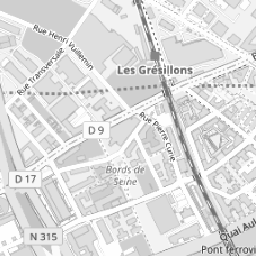 Rue Henri Vuillemin
Les Grésillons
Rue Transversale
D 9
Rue Pierre Curie
Bords de
Seine
D 17
N 315
Quai Au
Pont ferrovi